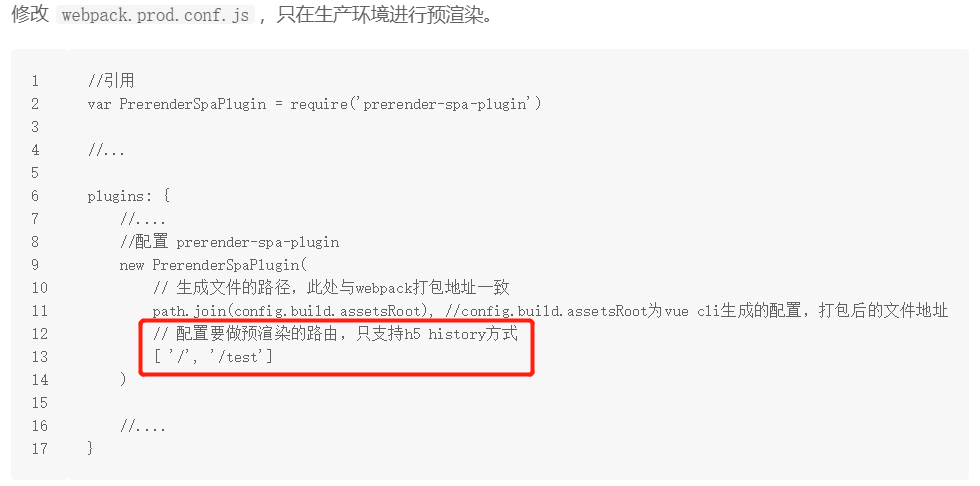 修改 webpack.prod.conf.js ，只在生产环境进行预渲染。
1 //引用
2 var PrerenderSpaPlugin = require('prerender-spa-plugin')
3
4 //...
5
6 plugins: {
7 //....
8 //配置 prerender-spa-plugin
9 new PrerenderSpaPlugin(
10 // 生成文件的路径，此处与webpack打包地址一致
11 path.join(config.build.assetsRoot), //config.build.assetsRoot为vue cli生成的配置，打包后的文件地址
12 // 配置要做预渲染的路由，只支持h5 history方式
13 [ '/', '/test']
14 )
15
16 //....
17 }